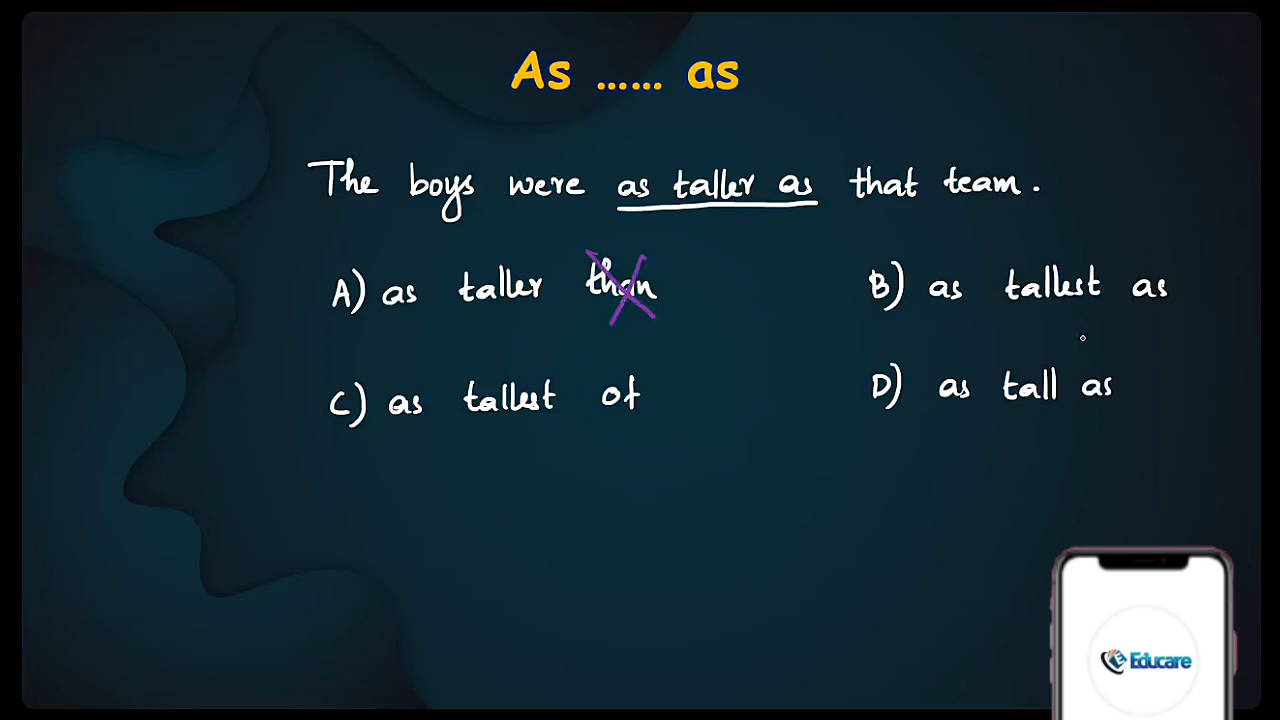 As ...... as
The boys were as taller as that team.
A) as taller than
B) as tallest as
C) as tallest of
D) as tall as
Educare